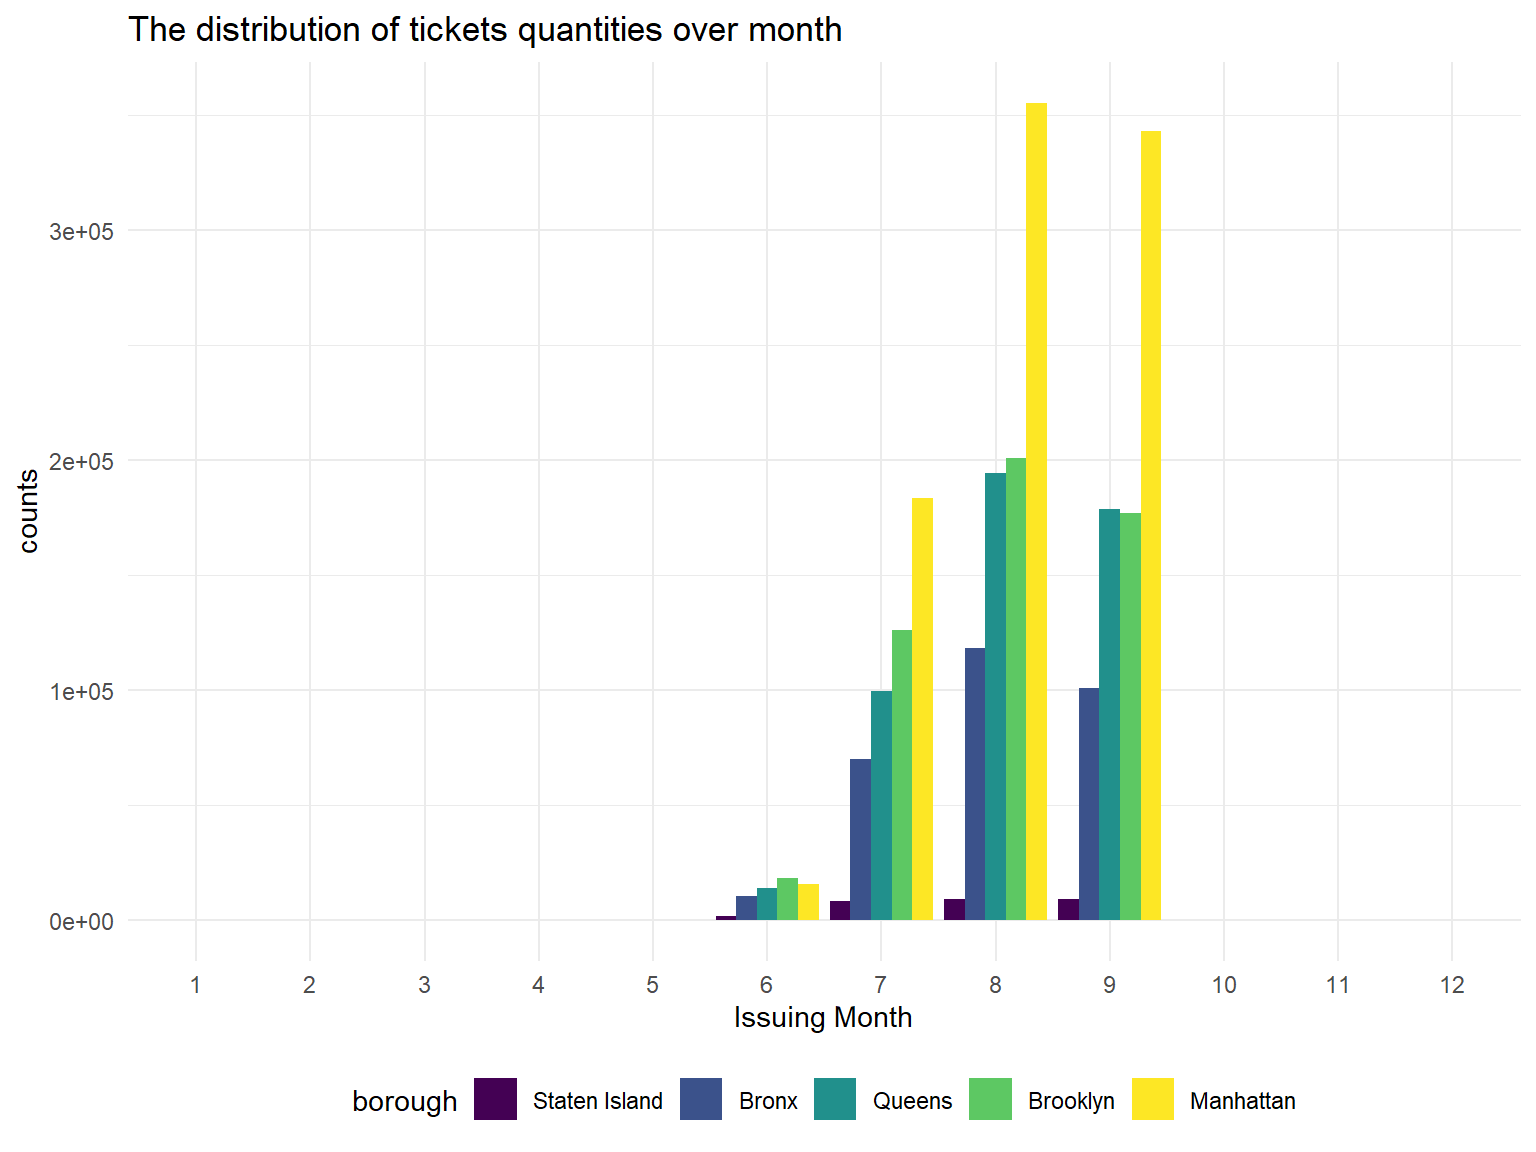 The distribution of tickets quantities over month
counts
3e+05
2e+05
1e+05
0e+00
1 2 3 4 5 6 7 8 9 10 11 12
Issuing Month
borough Staten Island Bronx Queens Brooklyn Manhattan